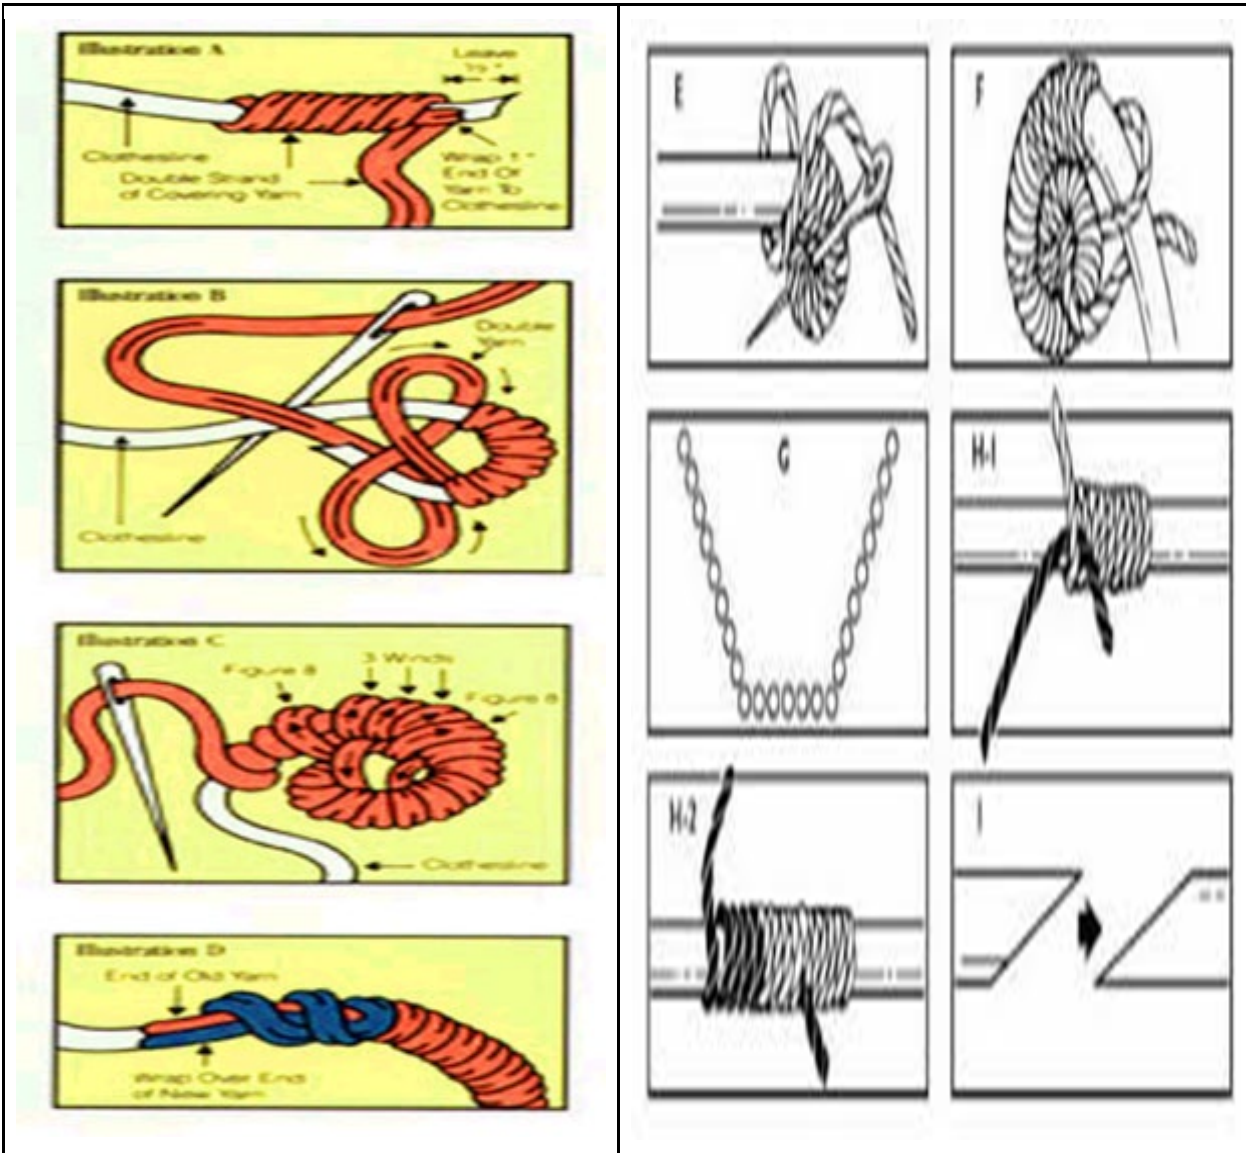 Illustration A
Leave
½"
Clothesline
Double Strand
of Covering Yarn
Wrap 1"
End Of
Yarn To
Clothesline
Illustration B
Double
Yarn
Clothesline
Illustration C
Figure 8
3 Winds
Figure 8
Clothesline
Illustration D
End of Old Yarn
Wrap Over End
of New Yarn
E
F
G
H-1
H-2
I